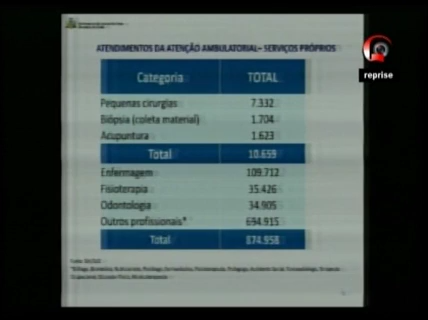 ATENDIMENTOS DA ATENÇÃO AMBULATORIAL– SERVIÇOS PRÓPRIOS
reprise
Categoria TOTAL
Pequenas cirurgias 7.332
Biópsia (coleta material) 1.704
Acupuntura 1.623
Total 10.659
Enfermagem 109.712
Fisioterapia 35.426
Odontologia 34.905
Outros profissionais* 694.915
Total 874.958